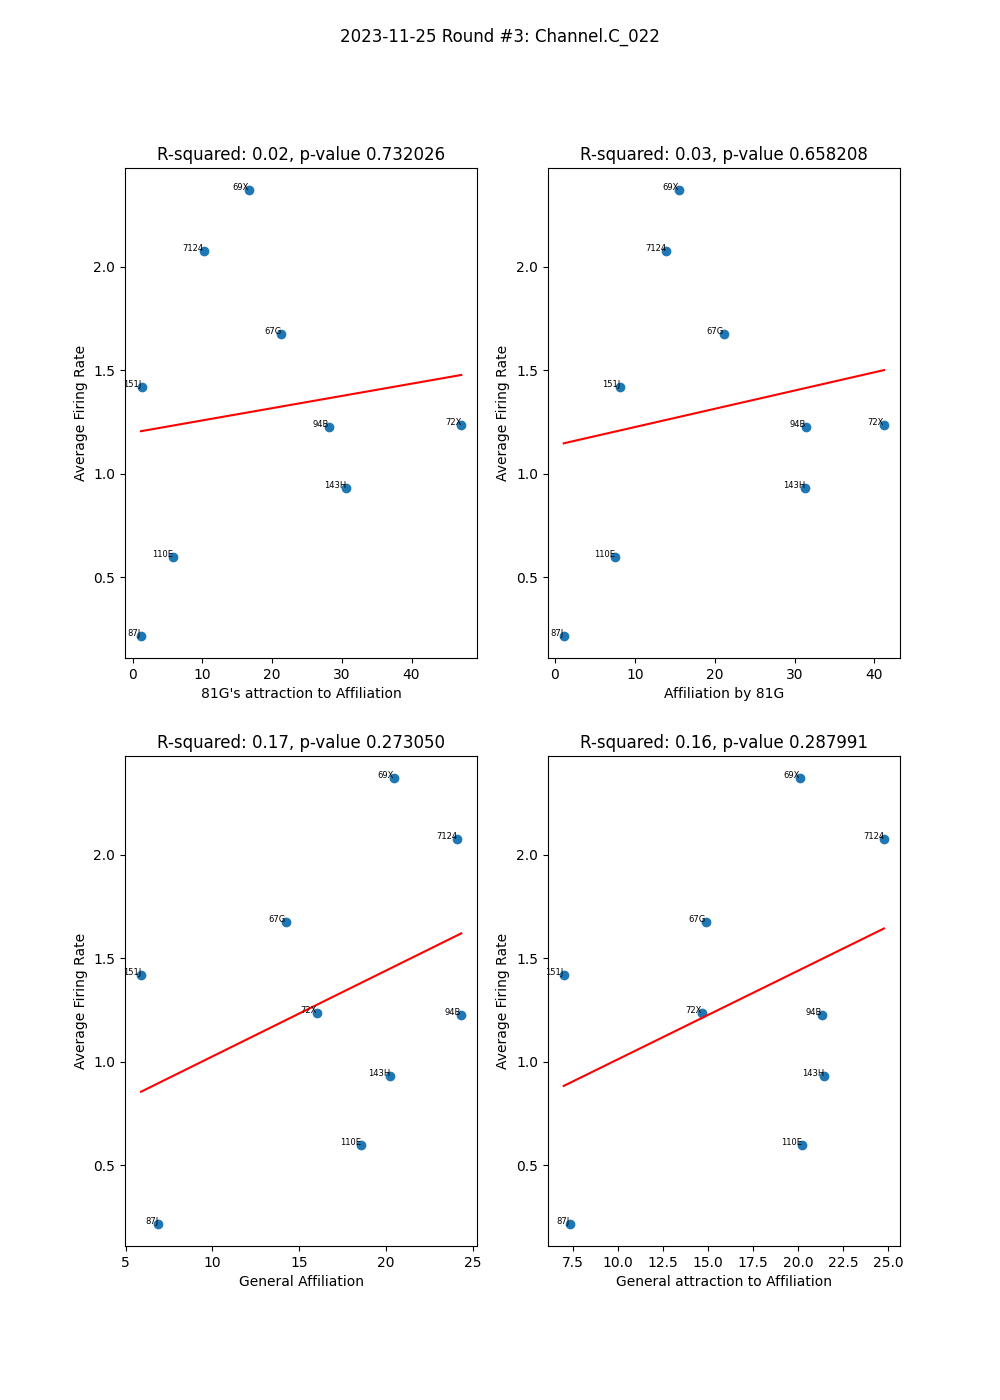 2023-11-25 Round #3: Channel.C_022
R-squared: 0.02, p-value 0.732026
Average Firing Rate
2.0
1.5
1.0
0.5
69X
7124
67G
151J
94B
72X
143H
110E
87J
0 10 20 30 40
81G's attraction to Affiliation
R-squared: 0.03, p-value 0.658208
Average Firing Rate
2.0
1.5
1.0
0.5
69X
7124
67G
151J
94B
72X
143H
110E
87J
0 10 20 30 40
Affiliation by 81G
R-squared: 0.17, p-value 0.273050
Average Firing Rate
2.0
1.5
1.0
0.5
69X
7124
67G
151J
72X
94B
143H
110E
87J
5 10 15 20 25
General Affiliation
R-squared: 0.16, p-value 0.287991
Average Firing Rate
2.0
1.5
1.0
0.5
69X
7124
67G
151J
72X
94B
143H
110E
87J
7.5 10.0 12.5 15.0 17.5 20.0 22.5 25.0
General attraction to Affiliation